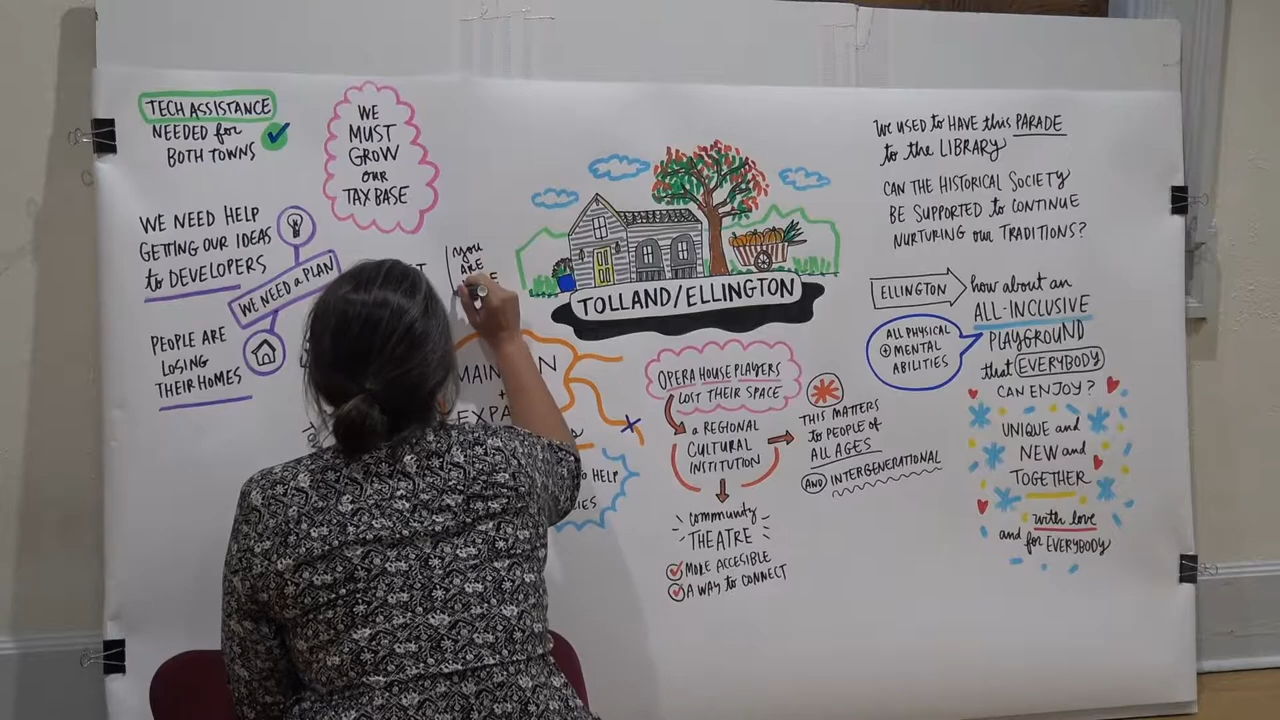 TECH ASSISTANCE
NEEDED for
BOTH TOWNS
WE
MUST
GROW
our
TAX BASE
WE NEED HELP
GETTING OUR IDEAS
to DEVELOPERS
WE NEED a PLAN
PEOPLE ARE
LOSING
THEIR HOMES
you
ARE
TOLLAND/ELLINGTON
+
HELP
OPERA HOUSE PLAYERS
LOST THEIR SPACE
a REGIONAL
CULTURAL
INSTITUTION
community
THEATRE
MORE ACCESIBLE
A WAY to CONNECT
THIS MATTERS
to PEOPLE of
ALL AGES
AND INTERGENERATIONAL
WE USED to HAVE this PARADE
to the LIBRARY
CAN THE HISTORICAL SOCIETY
BE SUPPORTED to CONTINUE
NURTURING our TRADITIONS?
ELLINGTON
how about an
ALL-INCLUSIVE
PLAYGROUND
that EVERYBODY
CAN ENJOY?
ALL PHYSICAL
+ MENTAL
ABILITIES
UNIQUE and
NEW and
TOGETHER
with love
and for EVERYBODY